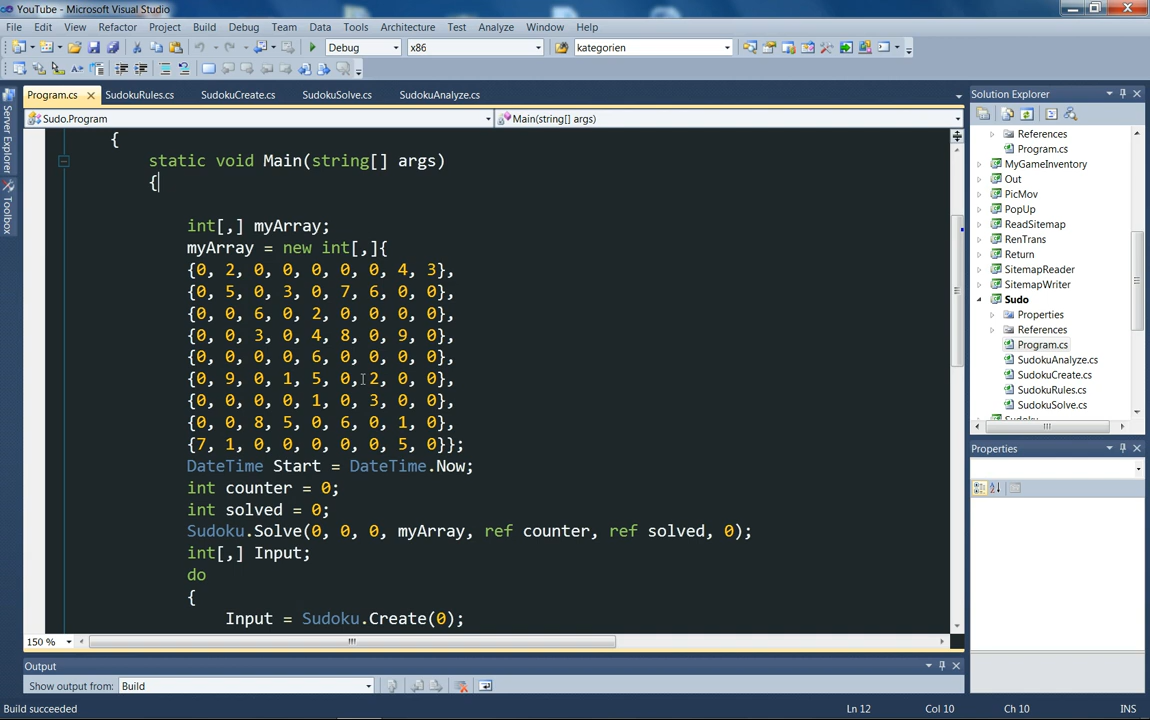 YouTube - Microsoft Visual Studio
File Edit View Refactor Project Build Debug Team Data Tools Architecture Test Analyze Window Help
Debug x86 kategorien
Program.cs SudokuRules.cs SudokuCreate.cs SudokuSolve.cs SudokuAnalyze.cs
Sudo.Program Main(string[] args)
Server Explorer
Toolbox
{
static void Main(string[] args)
{
int[,] myArray;
myArray = new int[,]{
{0, 2, 0, 0, 0, 0, 0, 4, 3},
{0, 5, 0, 3, 0, 7, 6, 0, 0},
{0, 0, 6, 0, 2, 0, 0, 0, 0},
{0, 0, 3, 0, 4, 8, 0, 9, 0},
{0, 0, 0, 0, 6, 0, 0, 0, 0},
{0, 9, 0, 1, 5, 0, 2, 0, 0},
{0, 0, 0, 0, 1, 0, 3, 0, 0},
{0, 0, 8, 5, 0, 6, 0, 1, 0},
{7, 1, 0, 0, 0, 0, 0, 5, 0}};
DateTime Start = DateTime.Now;
int counter = 0;
int solved = 0;
Sudoku.Solve(0, 0, 0, myArray, ref counter, ref solved, 0);
int[,] Input;
do
{
Input = Sudoku.Create(0);
150 %
Solution Explorer
References
Program.cs
MyGameInventory
Out
PicMov
PopUp
ReadSitemap
RenTrans
Return
SitemapReader
SitemapWriter
Sudo
Properties
References
Program.cs
SudokuAnalyze.cs
SudokuCreate.cs
SudokuRules.cs
SudokuSolve.cs
Properties
Output
Show output from: Build
Build succeeded Ln 12 Col 10 Ch 10 INS